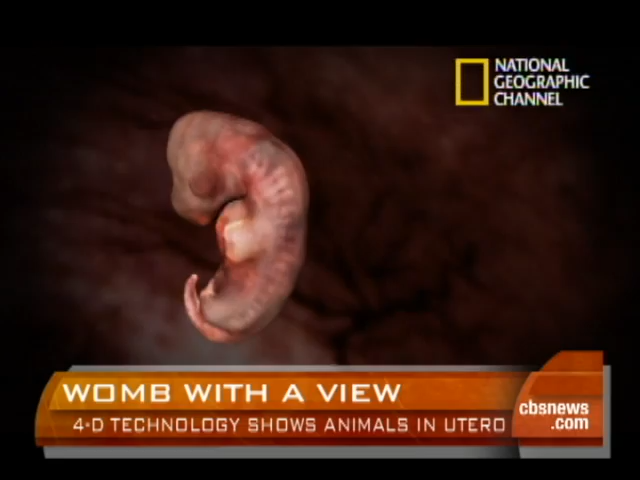 NATIONAL
GEOGRAPHIC
CHANNEL
WOMB WITH A VIEW
4-D TECHNOLOGY SHOWS ANIMALS IN UTERO
cbsnews
.com